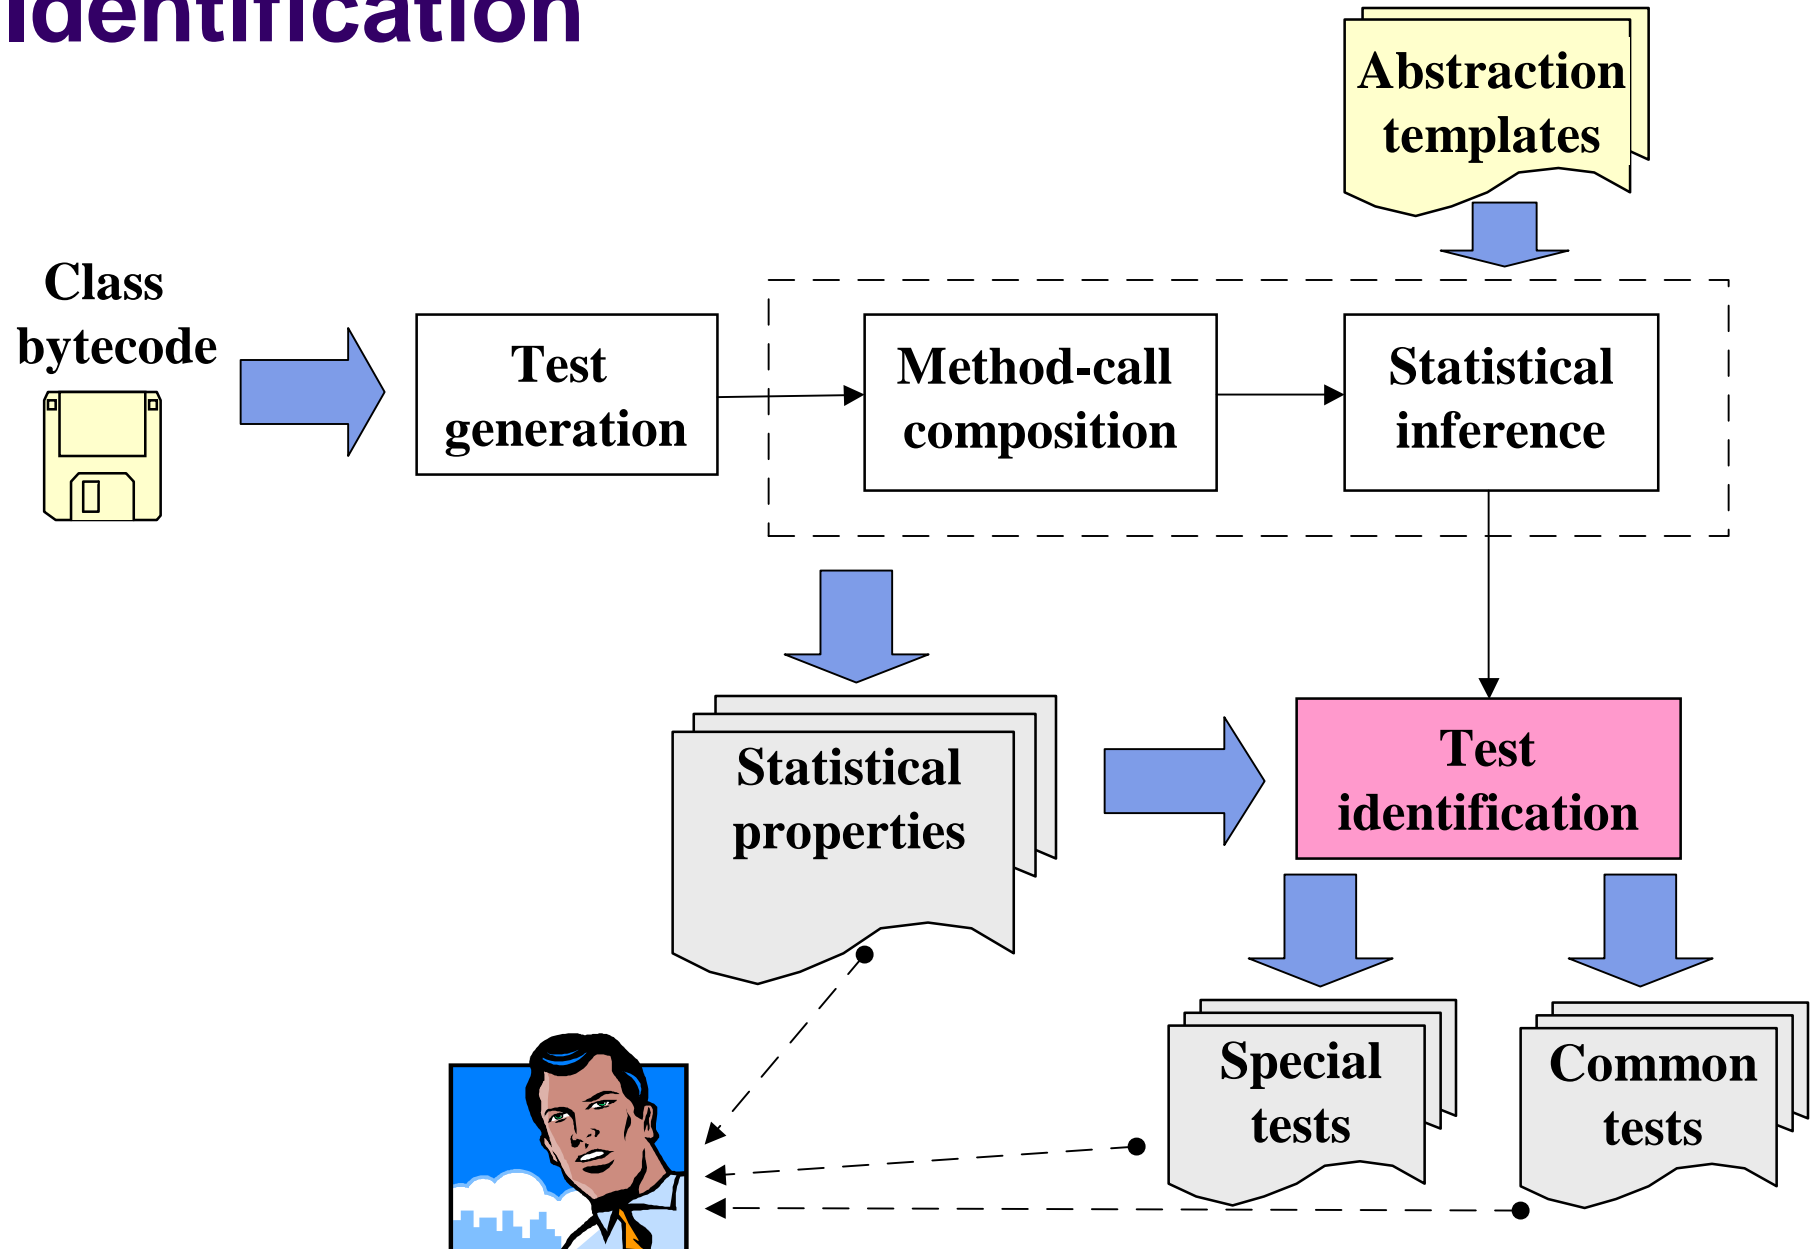 Identification
Abstraction
templates
Class
bytecode
Test
generation
Method-call
composition
Statistical
inference
Statistical
properties
Test
identification
Special
tests
Common
tests